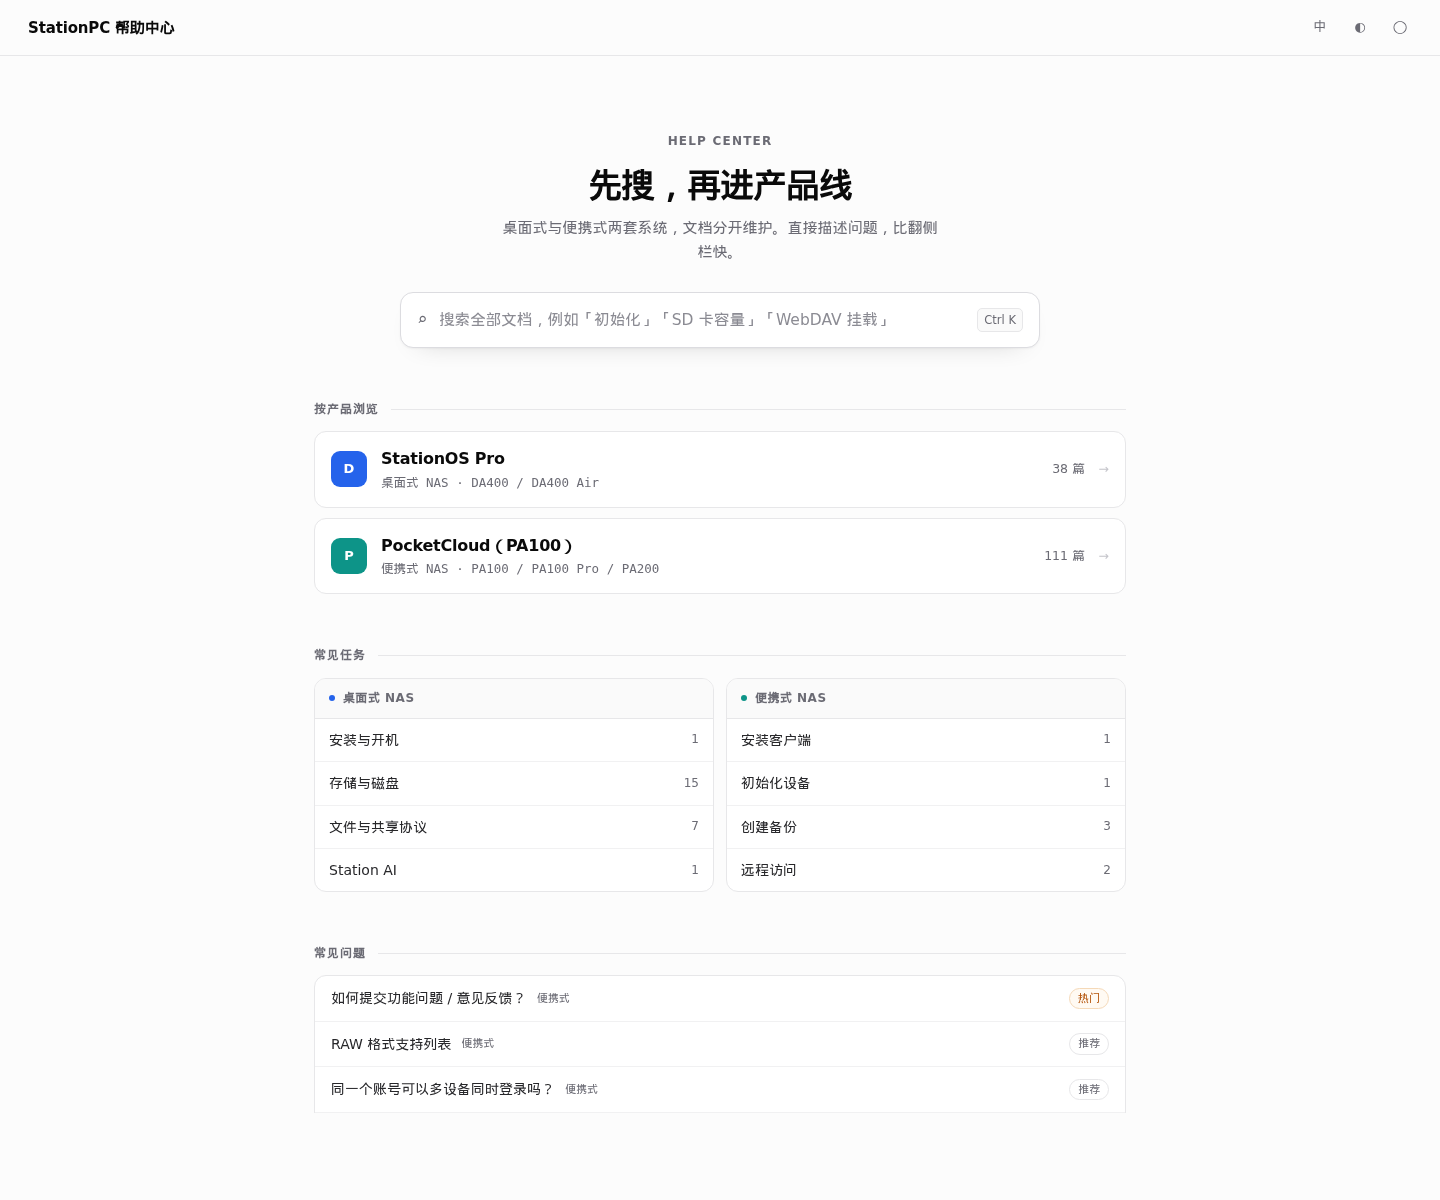 StationPC 帮助中心
中
HELP CENTER
先搜，再进产品线
桌面式与便携式两套系统，文档分开维护。直接描述问题，比翻侧
栏快。
搜索全部文档，例如「初始化」「SD 卡容量」「WebDAV 挂载」
Ctrl K
按产品浏览
D
StationOS Pro
桌面式 NAS · DA400 / DA400 Air
38 篇 →
P
PocketCloud（PA100）
便携式 NAS · PA100 / PA100 Pro / PA200
111 篇 →
常见任务
桌面式 NAS
安装与开机 1
存储与磁盘 15
文件与共享协议 7
Station AI 1
便携式 NAS
安装客户端 1
初始化设备 1
创建备份 3
远程访问 2
常见问题
如何提交功能问题 / 意见反馈？ 便携式 热门
RAW 格式支持列表 便携式 推荐
同一个账号可以多设备同时登录吗？ 便携式 推荐